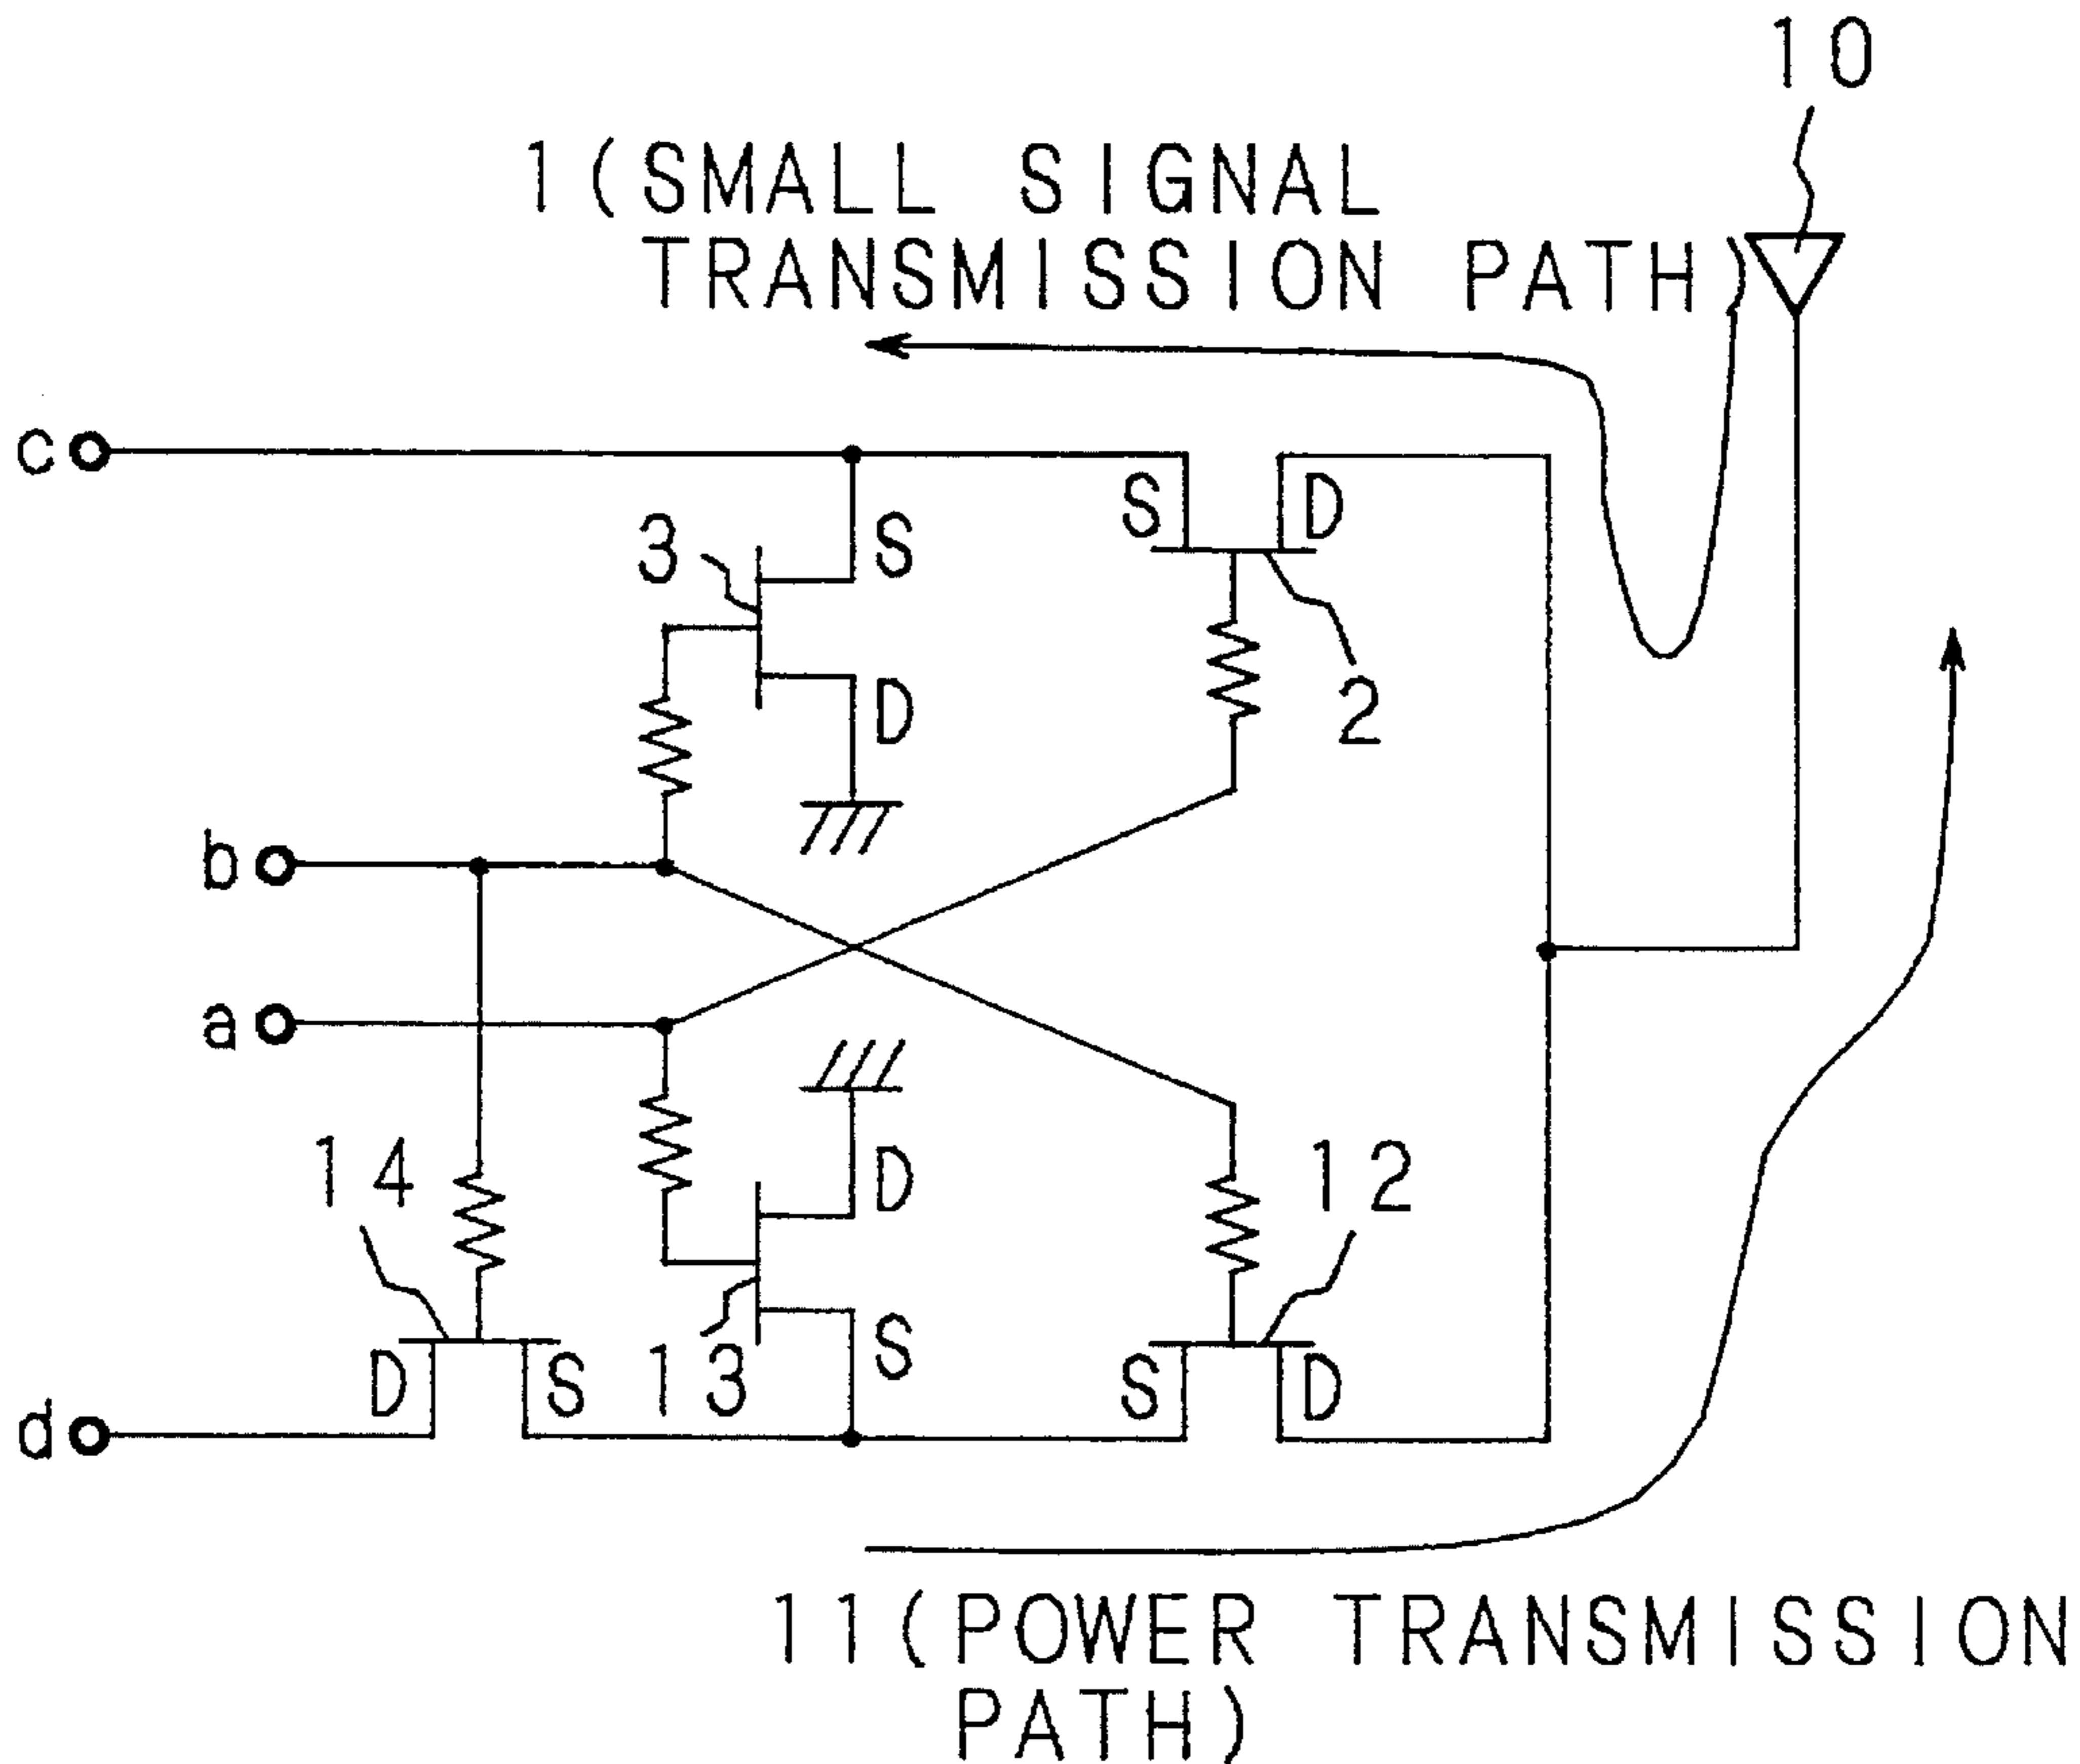 10
1(SMALL SIGNAL
TRANSMISSION PATH)
c
S D
3 S
2
D
b
a
14 D 12
D S 13 S S D
d
11(POWER TRANSMISSION
PATH)